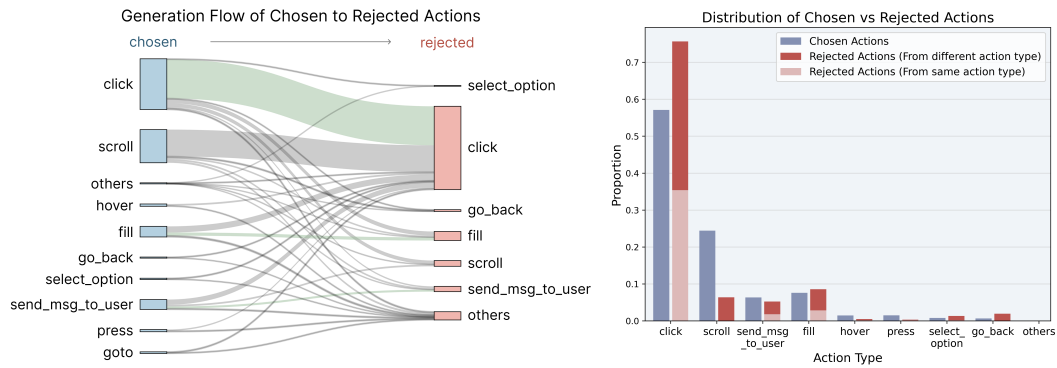 Generation Flow of Chosen to Rejected Actions
chosen
rejected
click
scroll
others
hover
fill
go_back
select_option
send_msg_to_user
press
goto
select_option
click
go_back
fill
scroll
send_msg_to_user
others
Distribution of Chosen vs Rejected Actions
Chosen Actions
Rejected Actions (From different action type)
Rejected Actions (From same action type)
Proportion
0.7
0.6
0.5
0.4
0.3
0.2
0.1
0.0
click
scroll
send_msg
_to_user
fill
hover
press
select_
option
go_back
others
Action Type